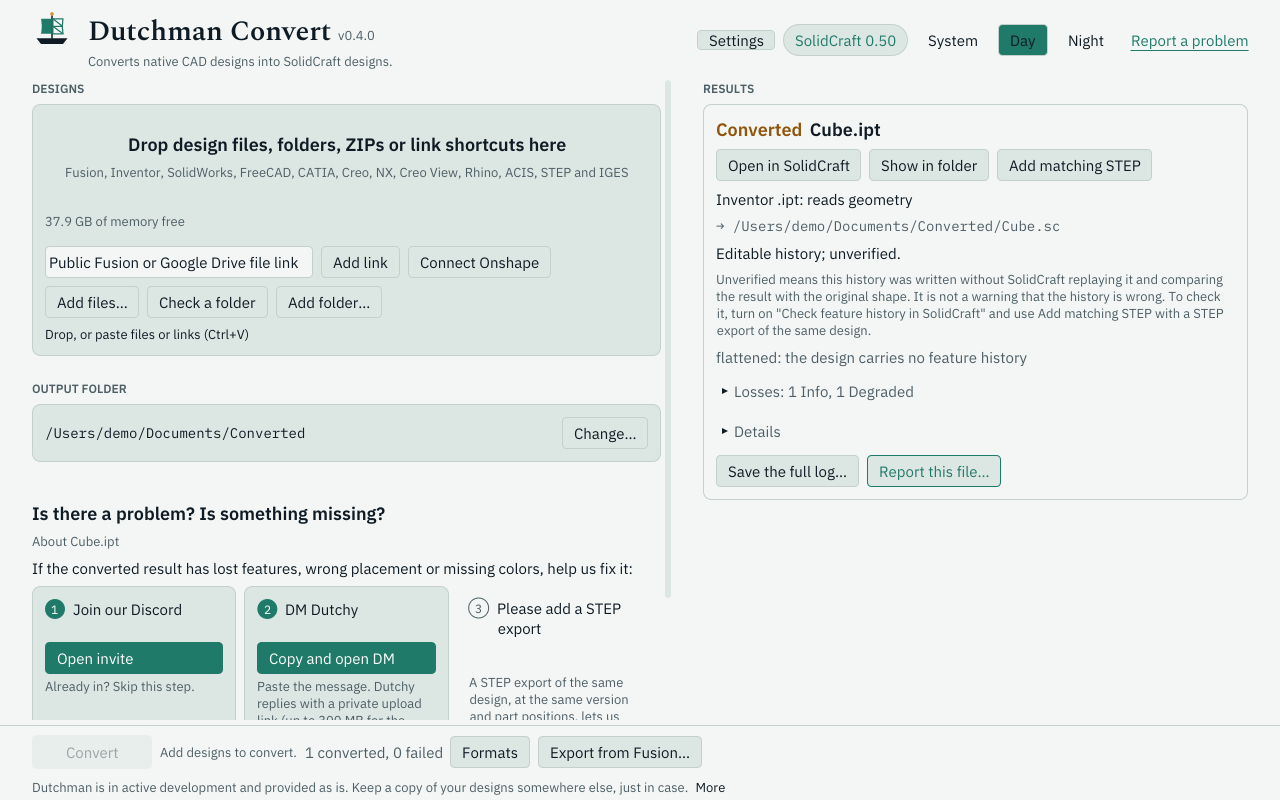 Dutchman Convert v0.4.0
Converts native CAD designs into SolidCraft designs.
Settings
SolidCraft 0.50
System
Day
Night
Report a problem
DESIGNS
Drop design files, folders, ZIPs or link shortcuts here
Fusion, Inventor, SolidWorks, FreeCAD, CATIA, Creo, NX, Creo View, Rhino, ACIS, STEP and IGES
37.9 GB of memory free
Public Fusion or Google Drive file link
Add link
Connect Onshape
Add files...
Check a folder
Add folder...
Drop, or paste files or links (Ctrl+V)
OUTPUT FOLDER
/Users/demo/Documents/Converted
Change...
Is there a problem? Is something missing?
About Cube.ipt
If the converted result has lost features, wrong placement or missing colors, help us fix it:
1 Join our Discord
Open invite
Already in? Skip this step.
2 DM Dutchy
Copy and open DM
Paste the message. Dutchy
replies with a private upload
link (up to 300 MB for the
3 Please add a STEP
export
A STEP export of the same
design, at the same version
and part positions, lets us
RESULTS
Converted Cube.ipt
Open in SolidCraft
Show in folder
Add matching STEP
Inventor .ipt: reads geometry
→ /Users/demo/Documents/Converted/Cube.sc
Editable history; unverified.
Unverified means this history was written without SolidCraft replaying it and comparing
the result with the original shape. It is not a warning that the history is wrong. To check
it, turn on "Check feature history in SolidCraft" and use Add matching STEP with a STEP
export of the same design.
flattened: the design carries no feature history
▸ Losses: 1 Info, 1 Degraded
▸ Details
Save the full log...
Report this file...
Convert
Add designs to convert.
1 converted, 0 failed
Formats
Export from Fusion...
Dutchman is in active development and provided as is. Keep a copy of your designs somewhere else, just in case. More